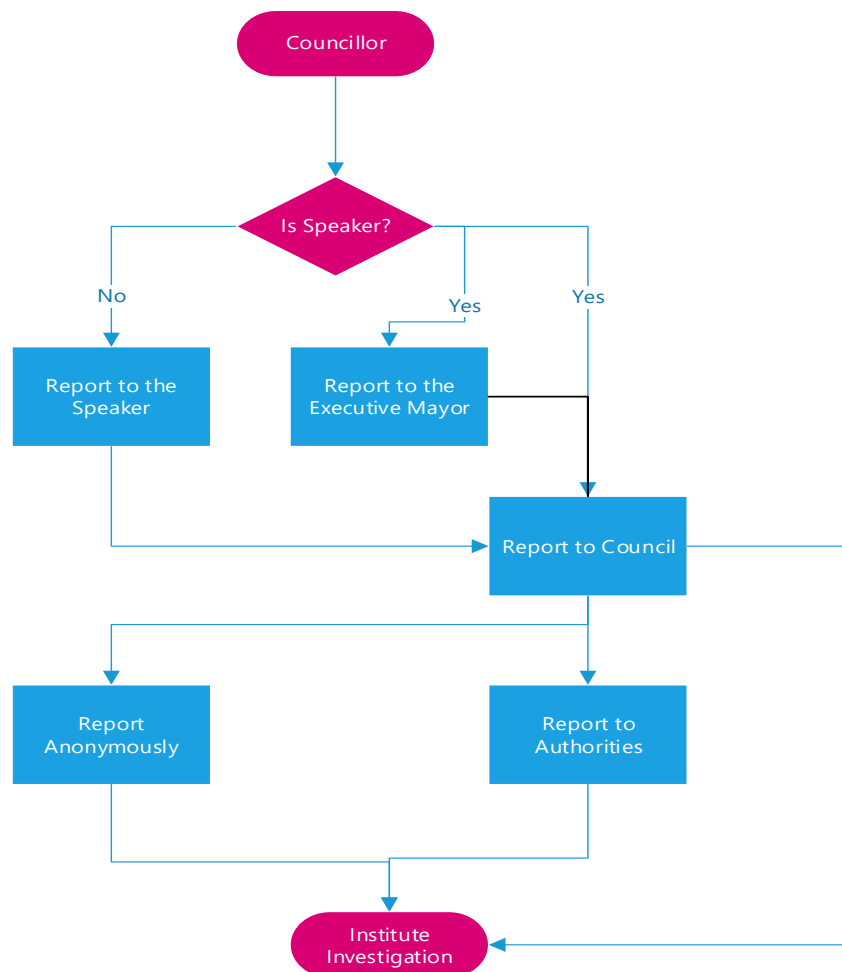 Councillor
Is Speaker?
No
Yes
Yes
Report to the
Speaker
Report to the
Executive Mayor
Report to Council
Report
Anonymously
Report to
Authorities
Institute
Investigation